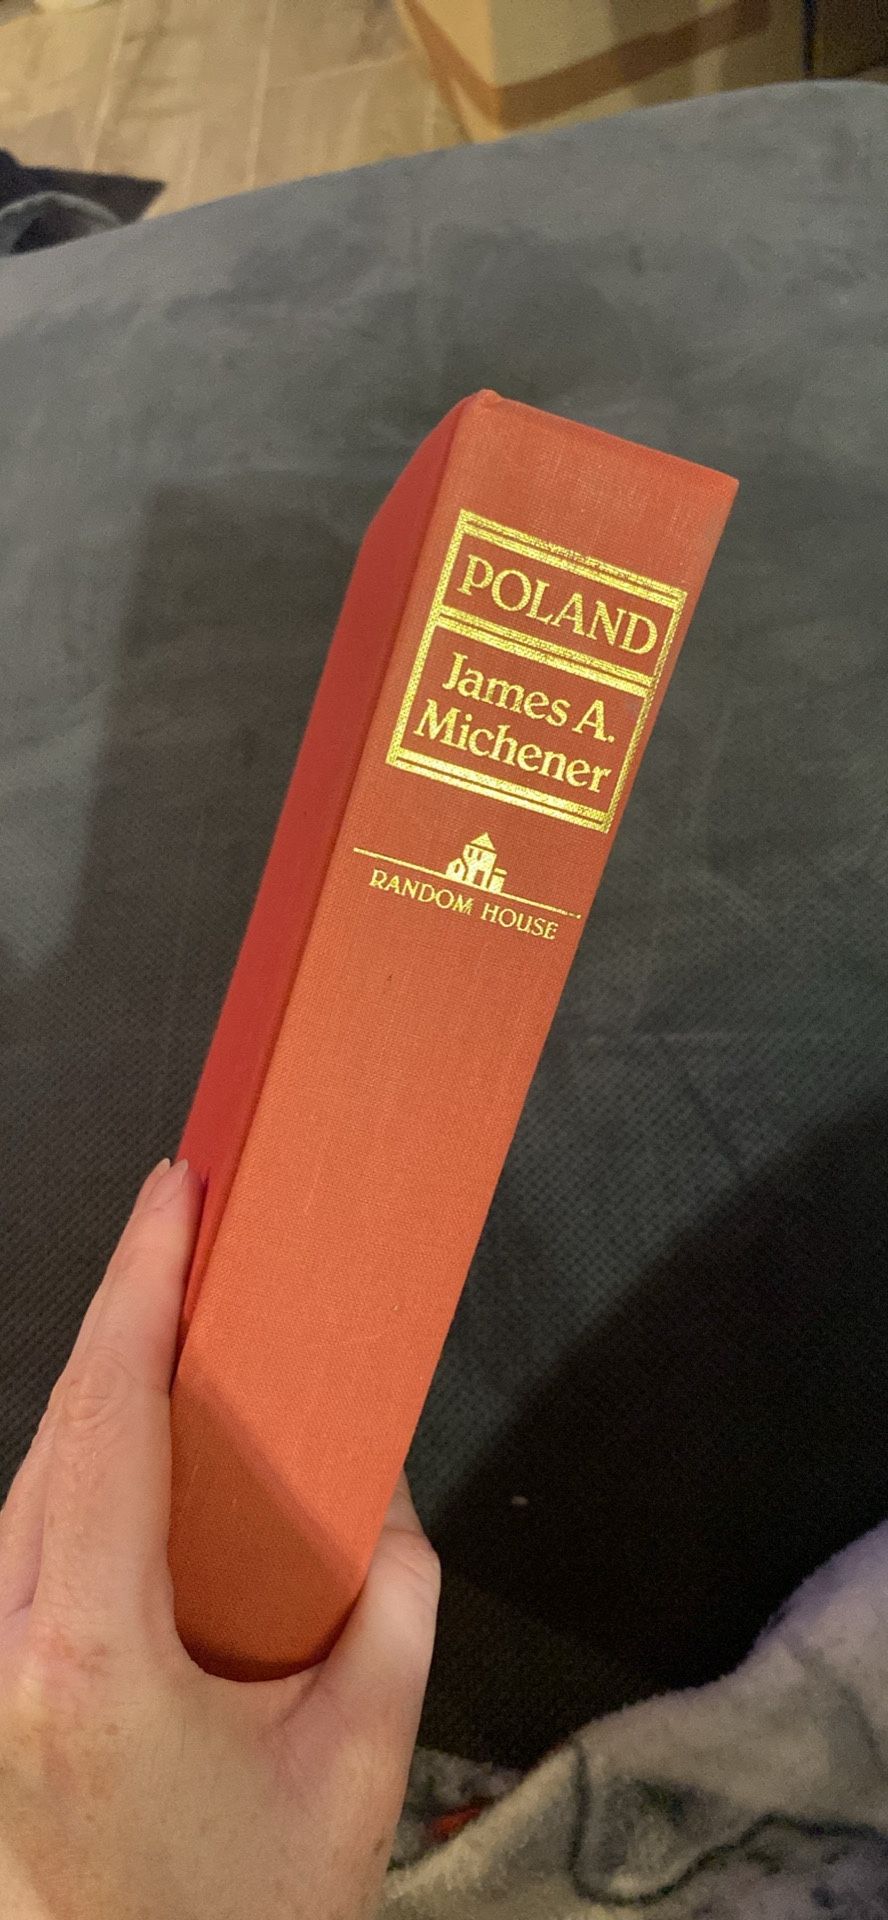 POLAND
James A.
Michener
RANDOM HOUSE